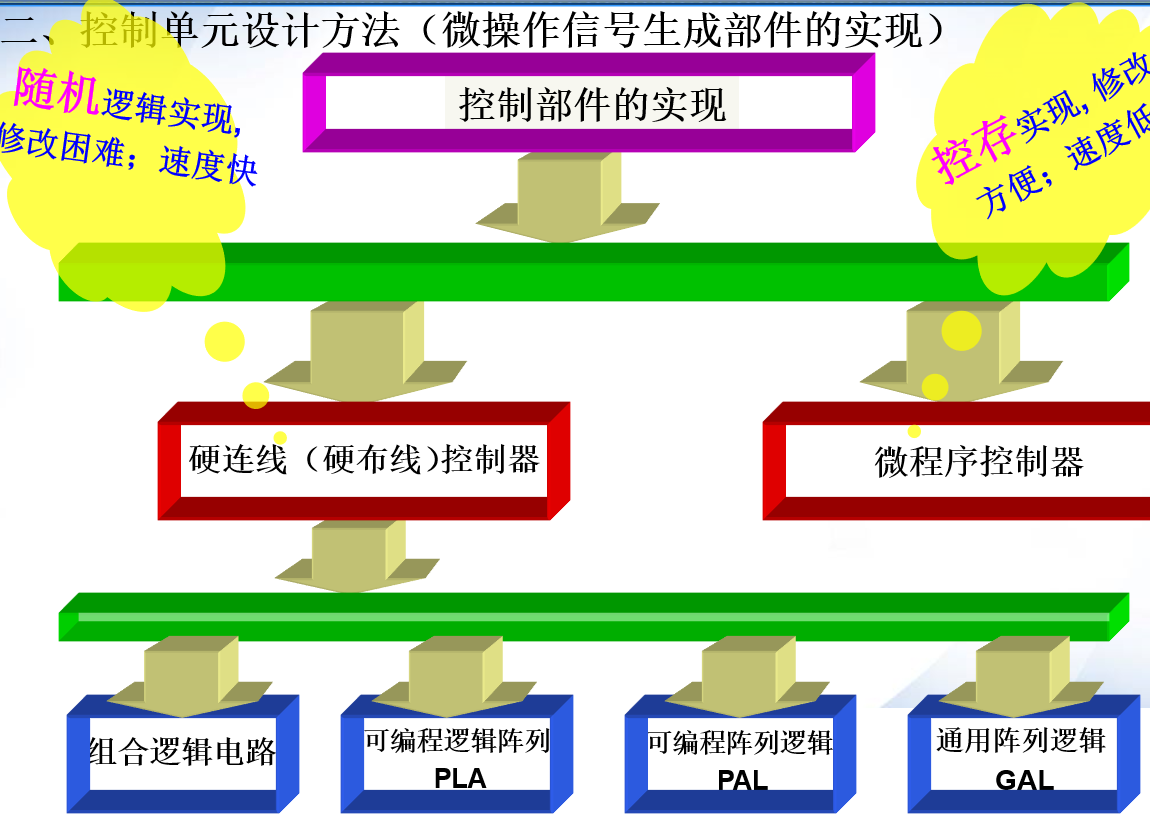 二、控制单元设计方法（微操作信号生成部件的实现）
随机逻辑实现,
修改困难；速度快
控制部件的实现
控存实现, 修改
方便；速度低
硬连线（硬布线)控制器
微程序控制器
组合逻辑电路
可编程逻辑阵列
PLA
可编程阵列逻辑
PAL
通用阵列逻辑
GAL